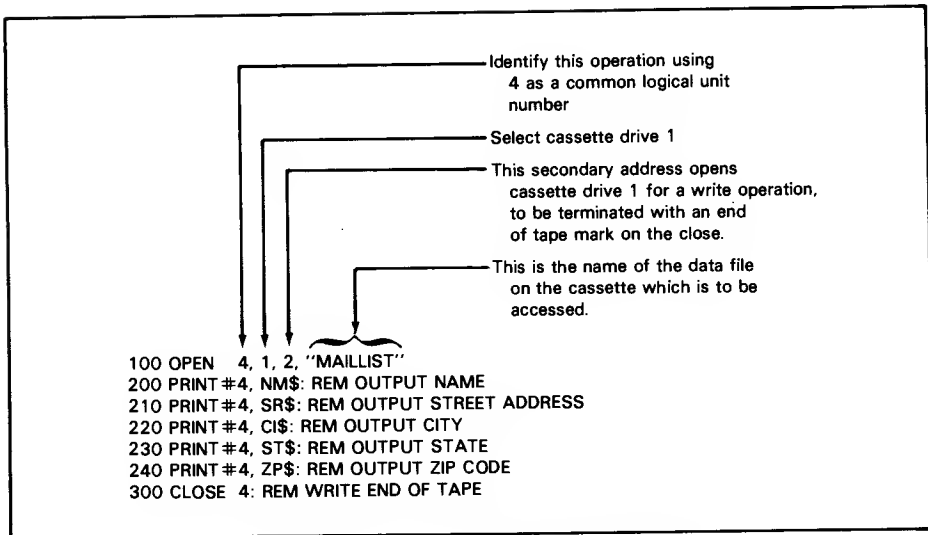 Identify this operation using
4 as a common logical unit
number
Select cassette drive 1
This secondary address opens
cassette drive 1 for a write operation,
to be terminated with an end
of tape mark on the close.
This is the name of the data file
on the cassette which is to be
accessed.
100 OPEN 4, 1, 2, "MAILLIST"
200 PRINT#4, NM$: REM OUTPUT NAME
210 PRINT#4, SR$: REM OUTPUT STREET ADDRESS
220 PRINT#4, CI$: REM OUTPUT CITY
230 PRINT#4, ST$: REM OUTPUT STATE
240 PRINT#4, ZP$: REM OUTPUT ZIP CODE
300 CLOSE 4: REM WRITE END OF TAPE